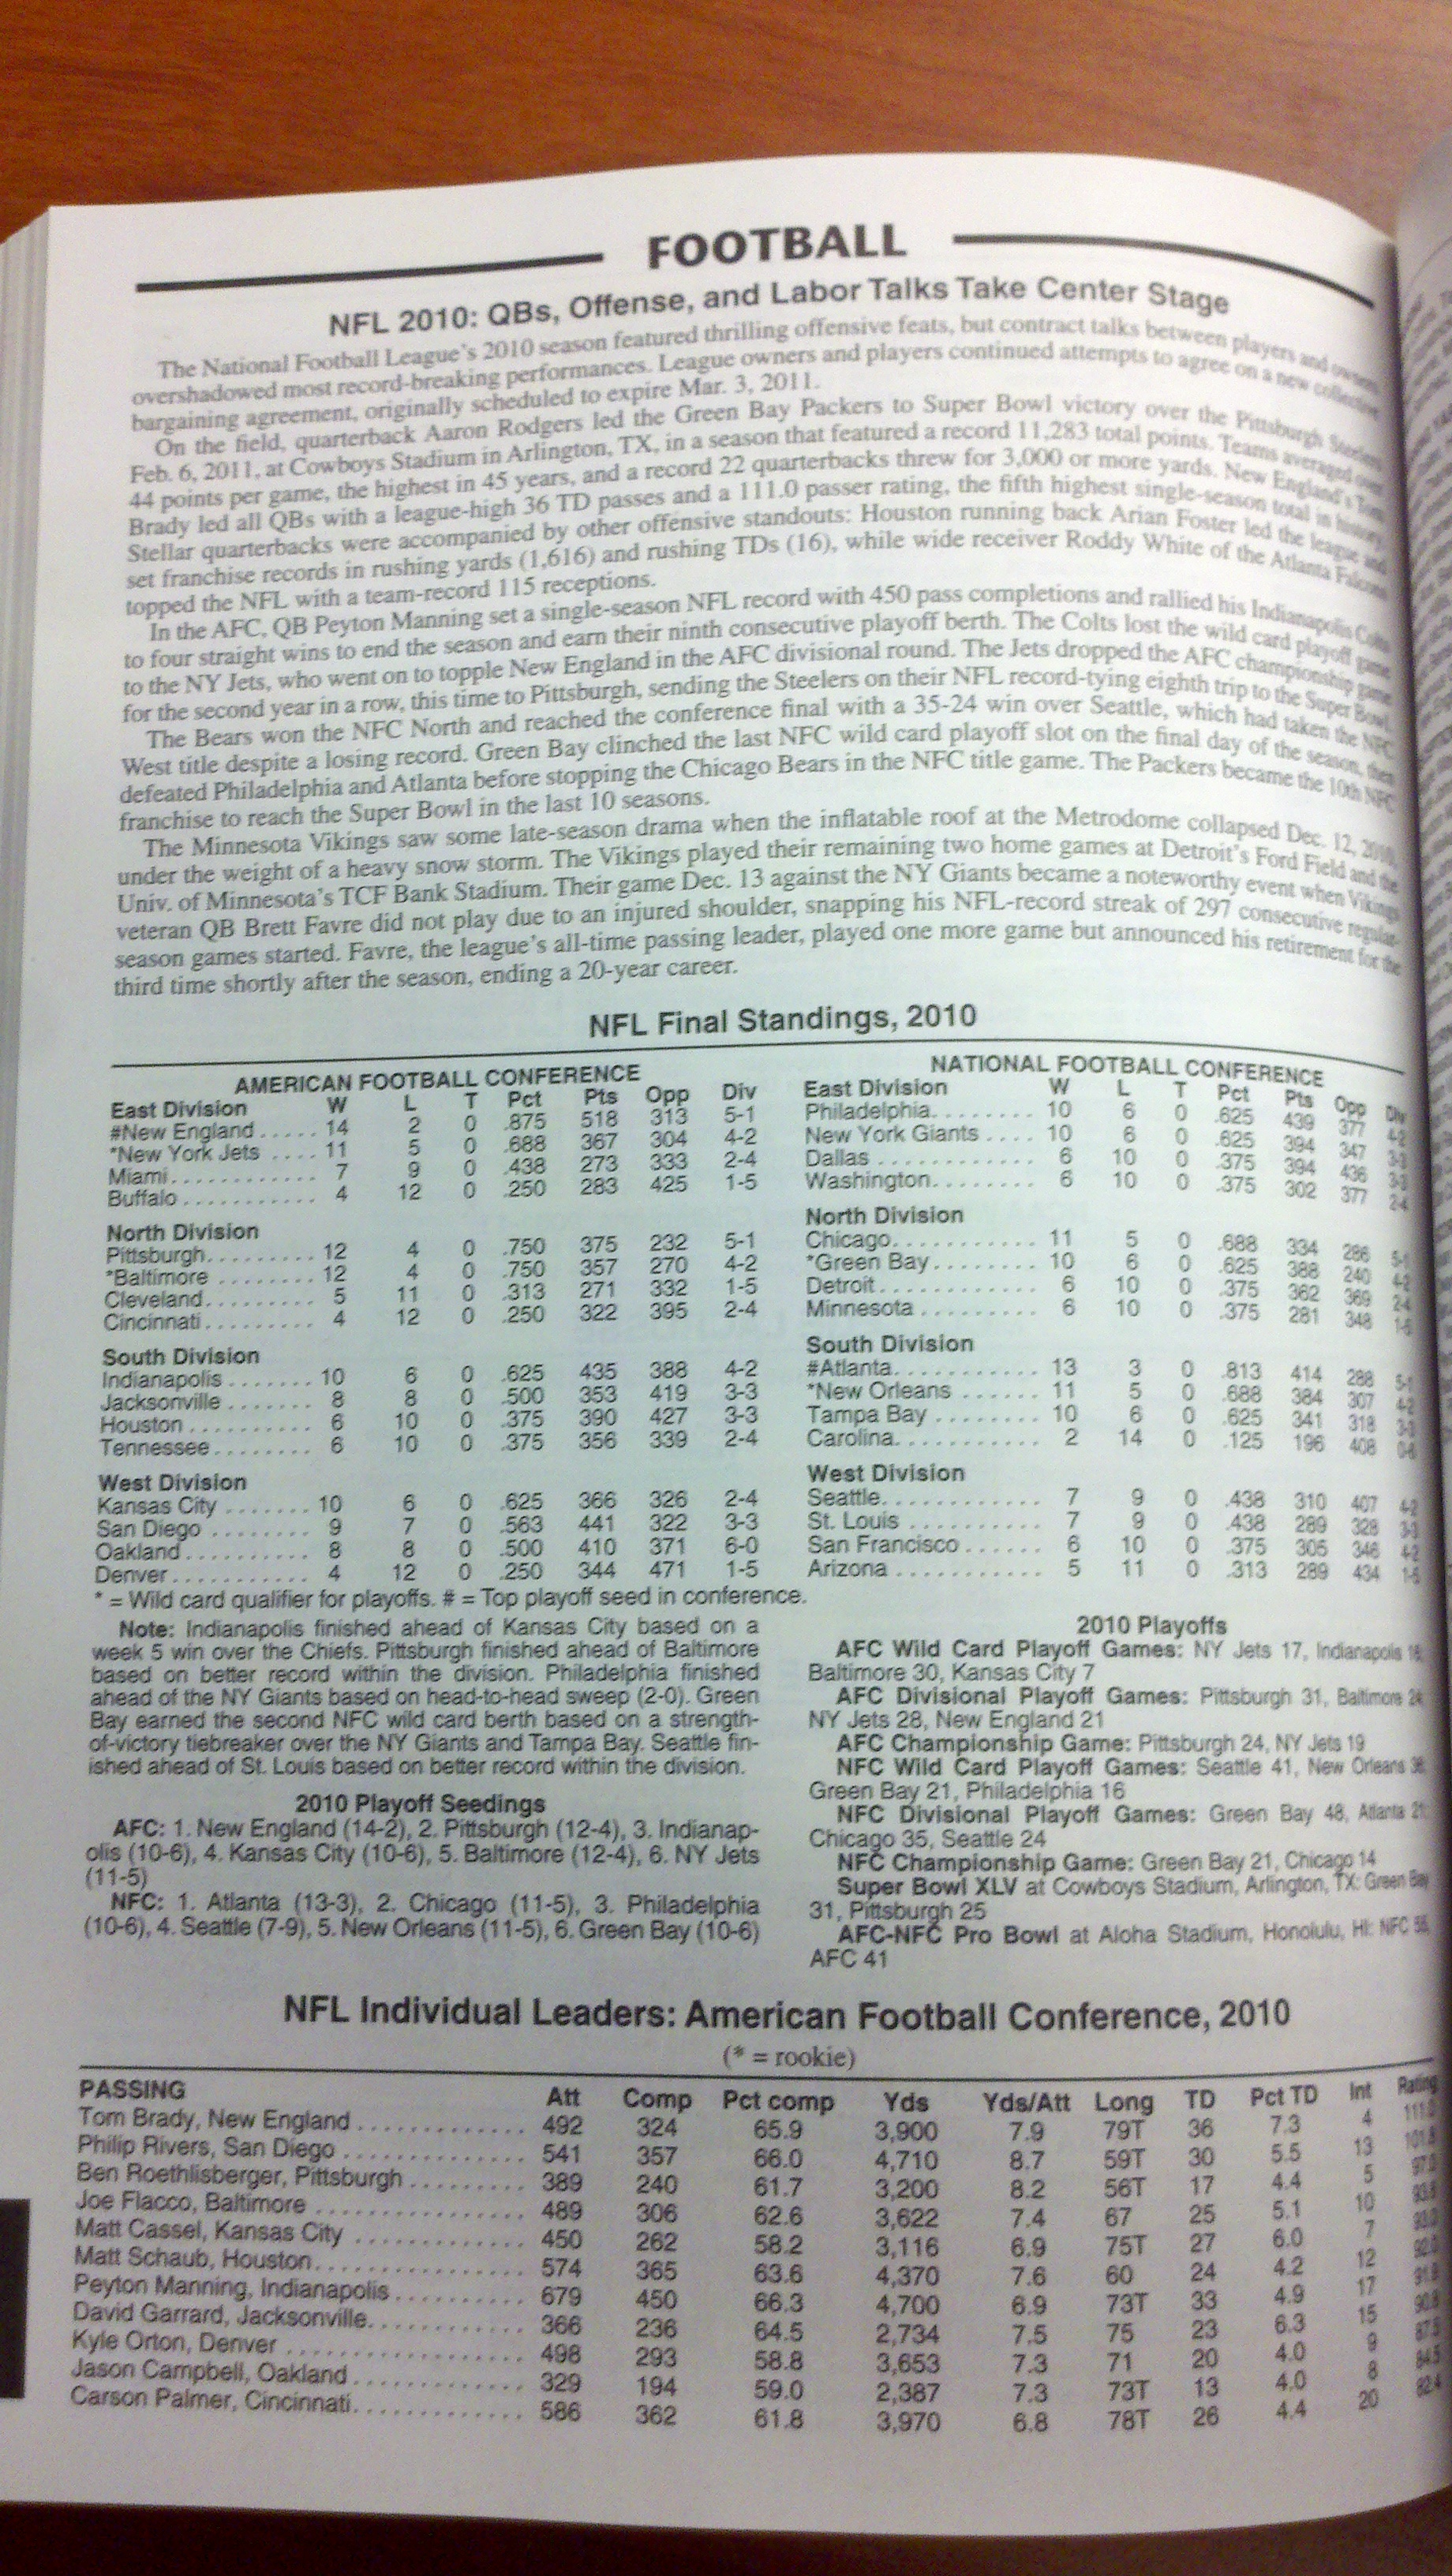 FOOTBALL
NFL 2010: QBs, Offense, and Labor Talks Take Center Stage
The National Football League's 2010 season featured thrilling offensive feats, but contract talks between players and owners
overshadowed most record-breaking performances. League owners and players continued attempts to agree on a new collective
bargaining agreement, originally scheduled to expire Mar. 3, 2011.
On the field, quarterback Aaron Rodgers led the Green Bay Packers to Super Bowl victory over the Pittsburgh Steelers
Feb. 6, 2011, at Cowboys Stadium in Arlington, TX, in a season that featured a record 11,283 total points. Teams averaged over
44 points per game, the highest in 45 years, and a record 22 quarterbacks threw for 3,000 or more yards. New England's Tom
Brady led all QBs with a league-high 36 TD passes and a 111.0 passer rating, the fifth highest single-season total in history.
Stellar quarterbacks were accompanied by other offensive standouts: Houston running back Arian Foster led the league and
set franchise records in rushing yards (1,616) and rushing TDs (16), while wide receiver Roddy White of the Atlanta Falcons
topped the NFL with a team-record 115 receptions.
In the AFC, QB Peyton Manning set a single-season NFL record with 450 pass completions and rallied his Indianapolis Colts
to four straight wins to end the season and earn their ninth consecutive playoff berth. The Colts lost the wild card playoff game
to the NY Jets, who went on to topple New England in the AFC divisional round. The Jets dropped the AFC championship game
for the second year in a row, this time to Pittsburgh, sending the Steelers on their NFL record-tying eighth trip to the Super Bowl.
The Bears won the NFC North and reached the conference final with a 35-24 win over Seattle, which had taken the NFC
West title despite a losing record. Green Bay clinched the last NFC wild card playoff slot on the final day of the season, then
defeated Philadelphia and Atlanta before stopping the Chicago Bears in the NFC title game. The Packers became the 10th NFC
franchise to reach the Super Bowl in the last 10 seasons.
The Minnesota Vikings saw some late-season drama when the inflatable roof at the Metrodome collapsed Dec. 12, 2010,
under the weight of a heavy snow storm. The Vikings played their remaining two home games at Detroit's Ford Field and the
Univ. of Minnesota's TCF Bank Stadium. Their game Dec. 13 against the NY Giants became a noteworthy event when Vikings
veteran QB Brett Favre did not play due to an injured shoulder, snapping his NFL-record streak of 297 consecutive regular-
season games started. Favre, the league's all-time passing leader, played one more game but announced his retirement for the
third time shortly after the season, ending a 20-year career.
NFL Final Standings, 2010
AMERICAN FOOTBALL CONFERENCE
East Division W L T Pct Pts Opp Div
#New England ..... 14 2 0 .875 518 313 5-1
*New York Jets .... 11 5 0 .688 367 304 4-2
Miami............ 7 9 0 .438 273 333 2-4
Buffalo ........... 4 12 0 .250 283 425 1-5
North Division
Pittsburgh......... 12 4 0 .750 375 232 5-1
*Baltimore ........ 12 4 0 .750 357 270 4-2
Cleveland......... 5 11 0 .313 271 332 1-5
Cincinnati......... 4 12 0 .250 322 395 2-4
South Division
Indianapolis ....... 10 6 0 .625 435 388 4-2
Jacksonville ....... 8 8 0 .500 353 419 3-3
Houston .......... 6 10 0 .375 390 427 3-3
Tennessee........ 6 10 0 .375 356 339 2-4
West Division
Kansas City ....... 10 6 0 .625 366 326 2-4
San Diego ........ 9 7 0 .563 441 322 3-3
Oakland.......... 8 8 0 .500 410 371 6-0
Denver........... 4 12 0 .250 344 471 1-5
* = Wild card qualifier for playoffs. # = Top playoff seed in conference.
NATIONAL FOOTBALL CONFERENCE
East Division W L T Pct Pts Opp Div
Philadelphia........ 10 6 0 .625 439 377 4-2
New York Giants .... 10 6 0 .625 394 347 3-3
Dallas ............ 6 10 0 .375 394 436 3-3
Washington........ 6 10 0 .375 302 377 2-4
North Division
Chicago........... 11 5 0 .688 334 286 5-1
*Green Bay........ 10 6 0 .625 388 240 4-2
Detroit............ 6 10 0 .375 362 369 2-4
Minnesota ......... 6 10 0 .375 281 348 1-5
South Division
#Atlanta........... 13 3 0 .813 414 288 5-1
*New Orleans ...... 11 5 0 .688 384 307 4-2
Tampa Bay ........ 10 6 0 .625 341 318 3-3
Carolina........... 2 14 0 .125 196 408 0-6
West Division
Seattle............ 7 9 0 .438 310 407 4-2
St. Louis .......... 7 9 0 .438 289 328 3-3
San Francisco...... 6 10 0 .375 305 346 4-2
Arizona ........... 5 11 0 .313 289 434 1-5
Note: Indianapolis finished ahead of Kansas City based on a
week 5 win over the Chiefs. Pittsburgh finished ahead of Baltimore
based on better record within the division. Philadelphia finished
ahead of the NY Giants based on head-to-head sweep (2-0). Green
Bay earned the second NFC wild card berth based on a strength-
of-victory tiebreaker over the NY Giants and Tampa Bay. Seattle fin-
ished ahead of St. Louis based on better record within the division.
2010 Playoff Seedings
AFC: 1. New England (14-2), 2. Pittsburgh (12-4), 3. Indianap-
olis (10-6), 4. Kansas City (10-6), 5. Baltimore (12-4), 6. NY Jets
(11-5)
NFC: 1. Atlanta (13-3), 2. Chicago (11-5), 3. Philadelphia
(10-6), 4. Seattle (7-9), 5. New Orleans (11-5), 6. Green Bay (10-6)
2010 Playoffs
AFC Wild Card Playoff Games: NY Jets 17, Indianapolis 16;
Baltimore 30, Kansas City 7
AFC Divisional Playoff Games: Pittsburgh 31, Baltimore 24;
NY Jets 28, New England 21
AFC Championship Game: Pittsburgh 24, NY Jets 19
NFC Wild Card Playoff Games: Seattle 41, New Orleans 36;
Green Bay 21, Philadelphia 16
NFC Divisional Playoff Games: Green Bay 48, Atlanta 21;
Chicago 35, Seattle 24
NFC Championship Game: Green Bay 21, Chicago 14
Super Bowl XLV at Cowboys Stadium, Arlington, TX: Green Bay
31, Pittsburgh 25
AFC-NFC Pro Bowl at Aloha Stadium, Honolulu, HI: NFC 55,
AFC 41
NFL Individual Leaders: American Football Conference, 2010
(* = rookie)
PASSING Att Comp Pct comp Yds Yds/Att Long TD Pct TD Int Rating
Tom Brady, New England ............. 492 324 65.9 3,900 7.9 79T 36 7.3 4 111.0
Philip Rivers, San Diego .............. 541 357 66.0 4,710 8.7 59T 30 5.5 13 101.8
Ben Roethlisberger, Pittsburgh ......... 389 240 61.7 3,200 8.2 56T 17 4.4 5 97.0
Joe Flacco, Baltimore ................ 489 306 62.6 3,622 7.4 67 25 5.1 10 93.6
Matt Cassel, Kansas City ............. 450 262 58.2 3,116 6.9 75T 27 6.0 7 93.0
Matt Schaub, Houston................ 574 365 63.6 4,370 7.6 60 24 4.2 12 92.0
Peyton Manning, Indianapolis .......... 679 450 66.3 4,700 6.9 73T 33 4.9 17 91.9
David Garrard, Jacksonville............ 366 236 64.5 2,734 7.5 75 23 6.3 15 90.8
Kyle Orton, Denver .................. 498 293 58.8 3,653 7.3 71 20 4.0 9 87.5
Jason Campbell, Oakland ............. 329 194 59.0 2,387 7.3 73T 13 4.0 8 84.5
Carson Palmer, Cincinnati............. 586 362 61.8 3,970 6.8 78T 26 4.4 20 82.4